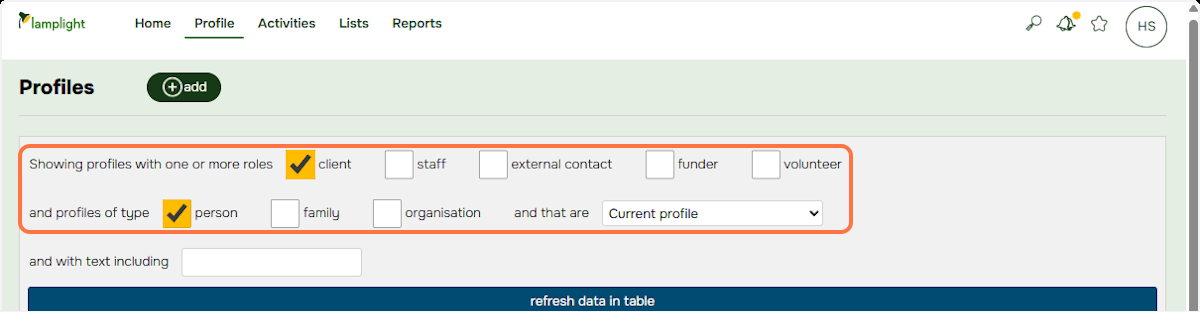 lamplight Home Profile Activities Lists Reports HS
Profiles add
Showing profiles with one or more roles client staff external contact funder volunteer
and profiles of type person family organisation and that are Current profile
and with text including
refresh data in table